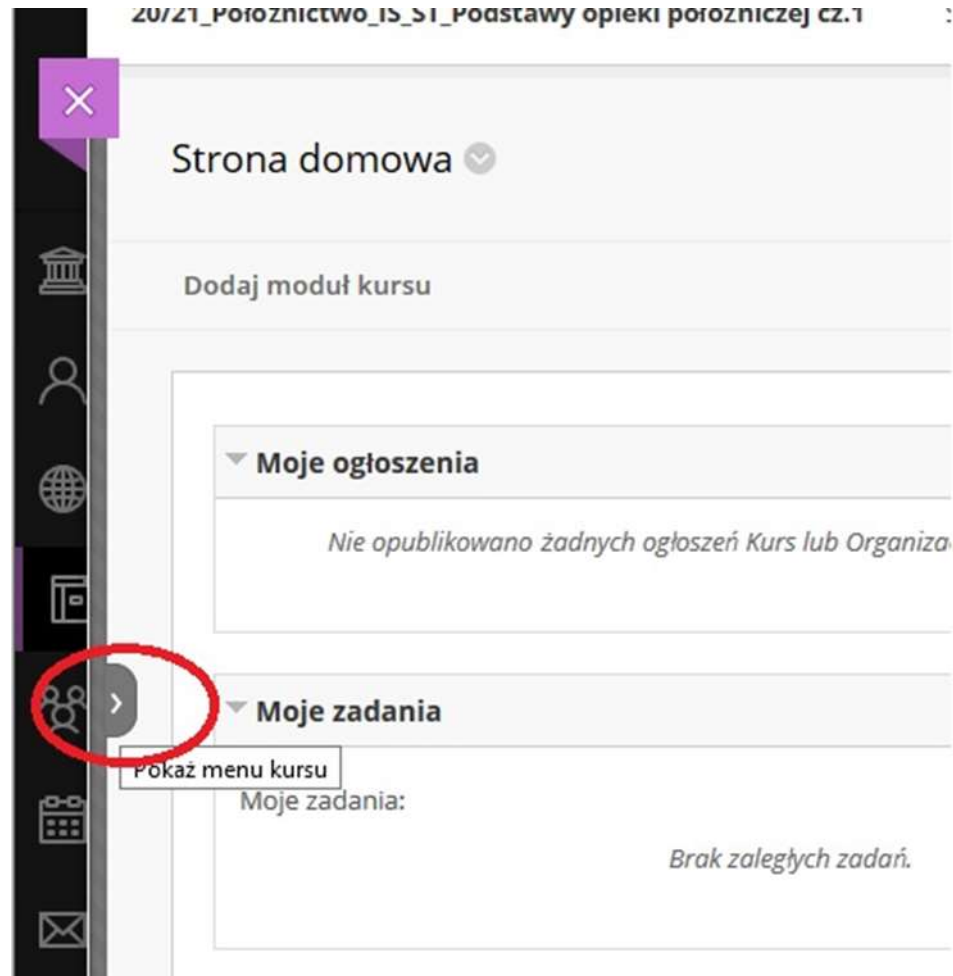 20/21_Położnictwo_IS_ST_Podstawy opieki położniczej cz.1
Strona domowa
Dodaj moduł kursu
Moje ogłoszenia
Nie opublikowano żadnych ogłoszeń Kurs lub Organiza
Moje zadania
Pokaż menu kursu
Moje zadania:
Brak zaległych zadań.